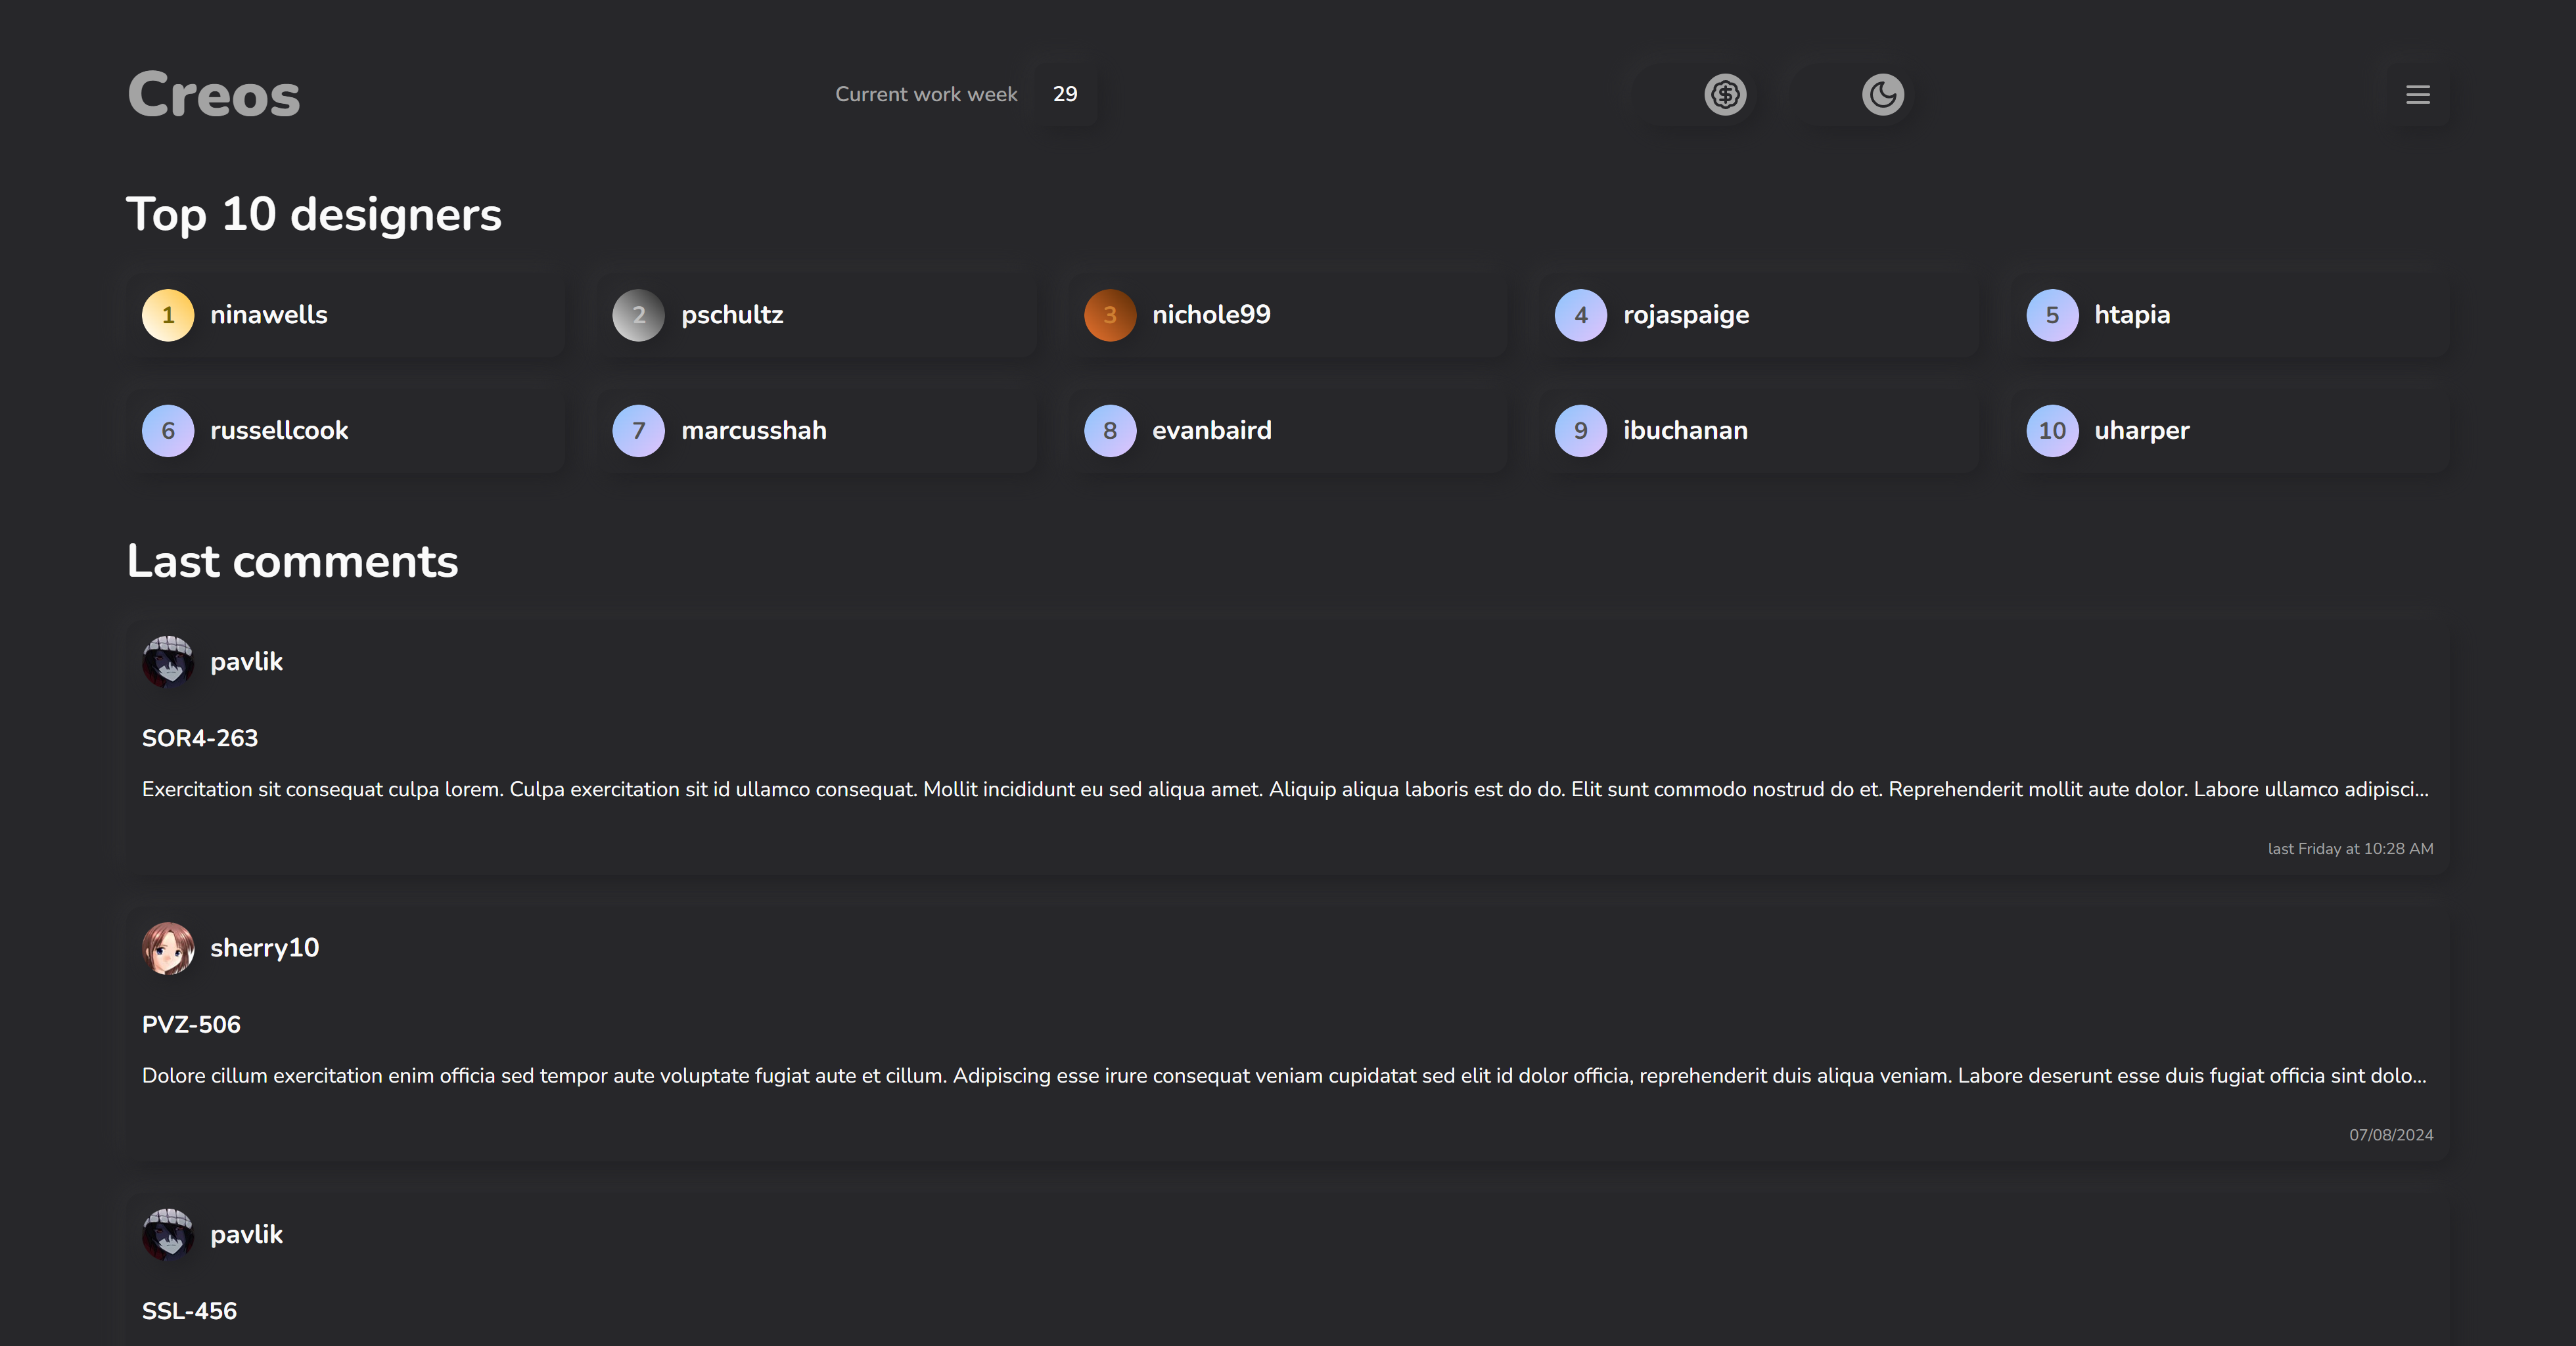 Creos
Current work week 29
Top 10 designers
1 ninawells
2 pschultz
3 nichole99
4 rojaspaige
5 htapia
6 russellcook
7 marcusshah
8 evanbaird
9 ibuchanan
10 uharper
Last comments
pavlik
SOR4-263
Exercitation sit consequat culpa lorem. Culpa exercitation sit id ullamco consequat. Mollit incididunt eu sed aliqua amet. Aliquip aliqua laboris est do do. Elit sunt commodo nostrud do et. Reprehenderit mollit aute dolor. Labore ullamco adipisci...
last Friday at 10:28 AM
sherry10
PVZ-506
Dolore cillum exercitation enim officia sed tempor aute voluptate fugiat aute et cillum. Adipiscing esse irure consequat veniam cupidatat sed elit id dolor officia, reprehenderit duis aliqua veniam. Labore deserunt esse duis fugiat officia sint dolo...
07/08/2024
pavlik
SSL-456